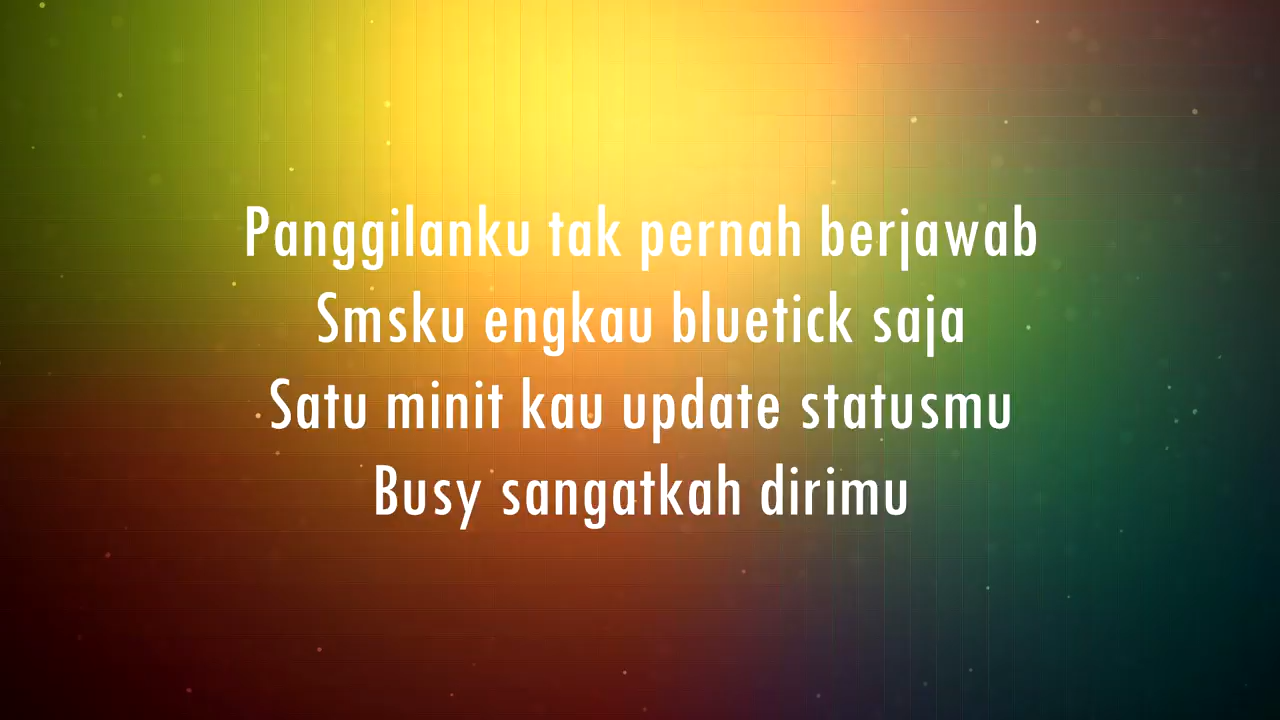 Panggilanku tak pernah berjawab
Smsku engkau bluetick saja
Satu minit kau update statusmu
Busy sangatkah dirimu